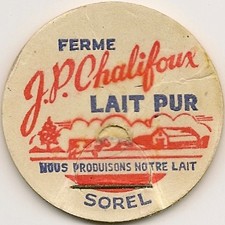 FERME
J.P. Chalifoux
LAIT PUR
NOUS PRODUISONS NOTRE LAIT
SOREL